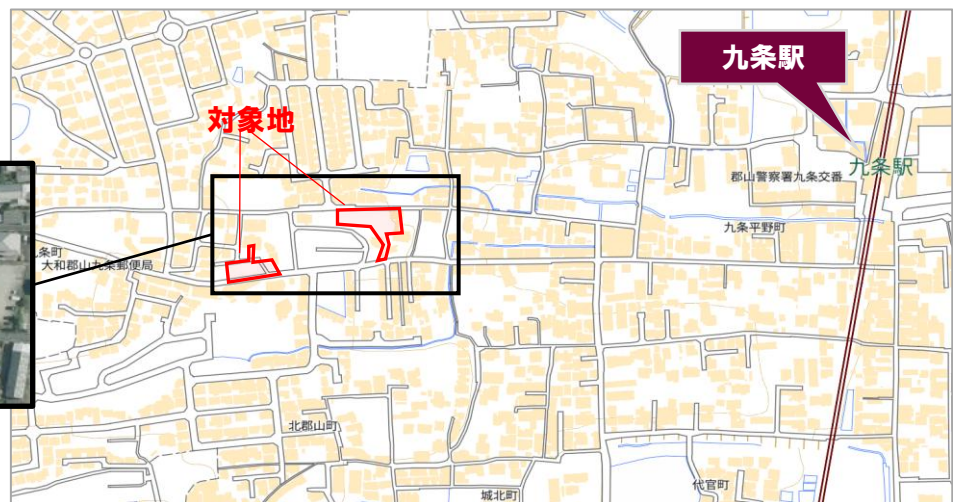 九条駅
対象地
九条駅
郡山警察署九条交番
九条平野町
条町
大和郡山九条郵便局
北郡山町
代官町
城北町